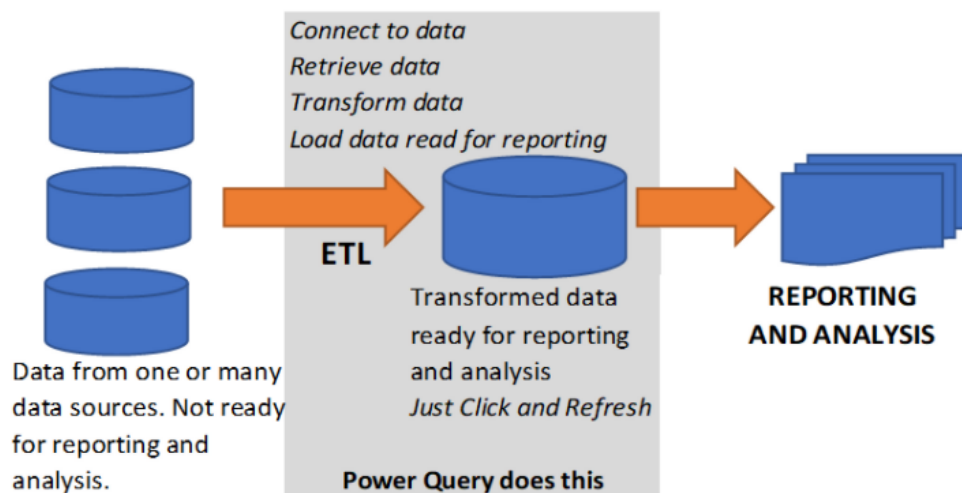 Connect to data
Retrieve data
Transform data
Load data read for reporting
ETL
Data from one or many
data sources. Not ready
for reporting and
analysis.
Transformed data
ready for reporting
and analysis
Just Click and Refresh
Power Query does this
REPORTING
AND ANALYSIS